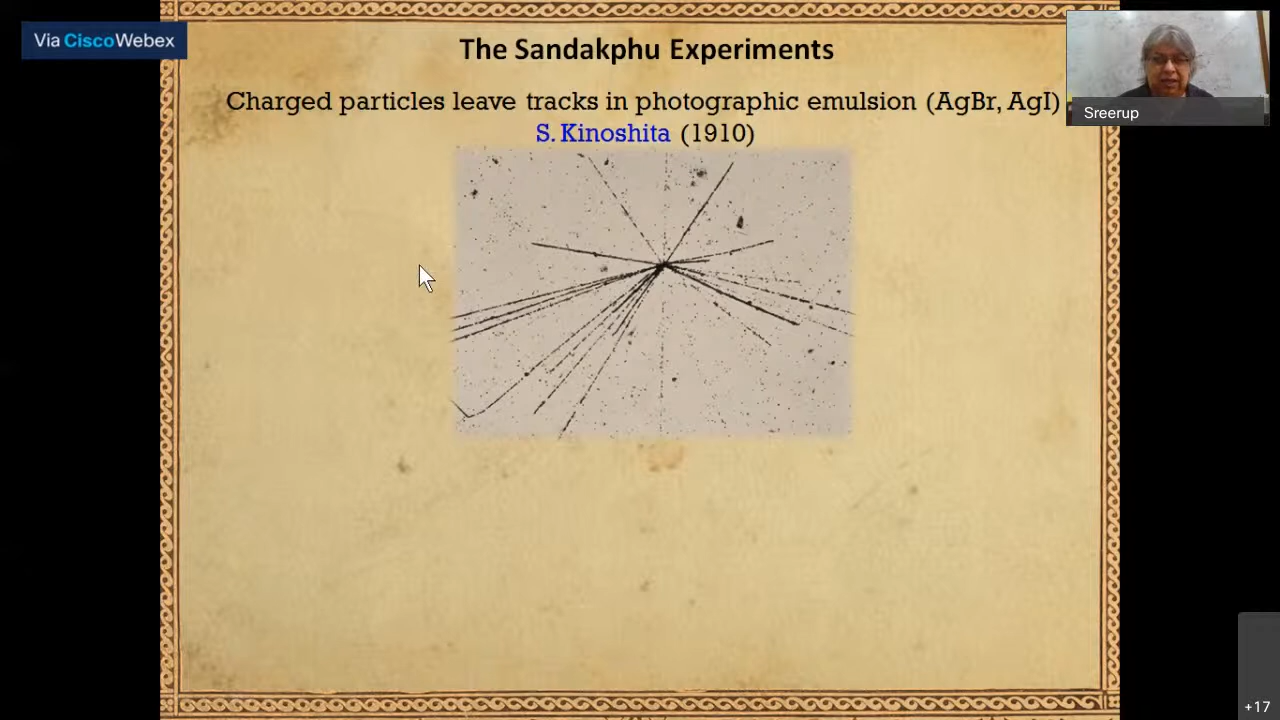 Via Cisco Webex
The Sandakphu Experiments
Charged particles leave tracks in photographic emulsion (AgBr, AgI)
S. Kinoshita (1910)
Sreerup
+17